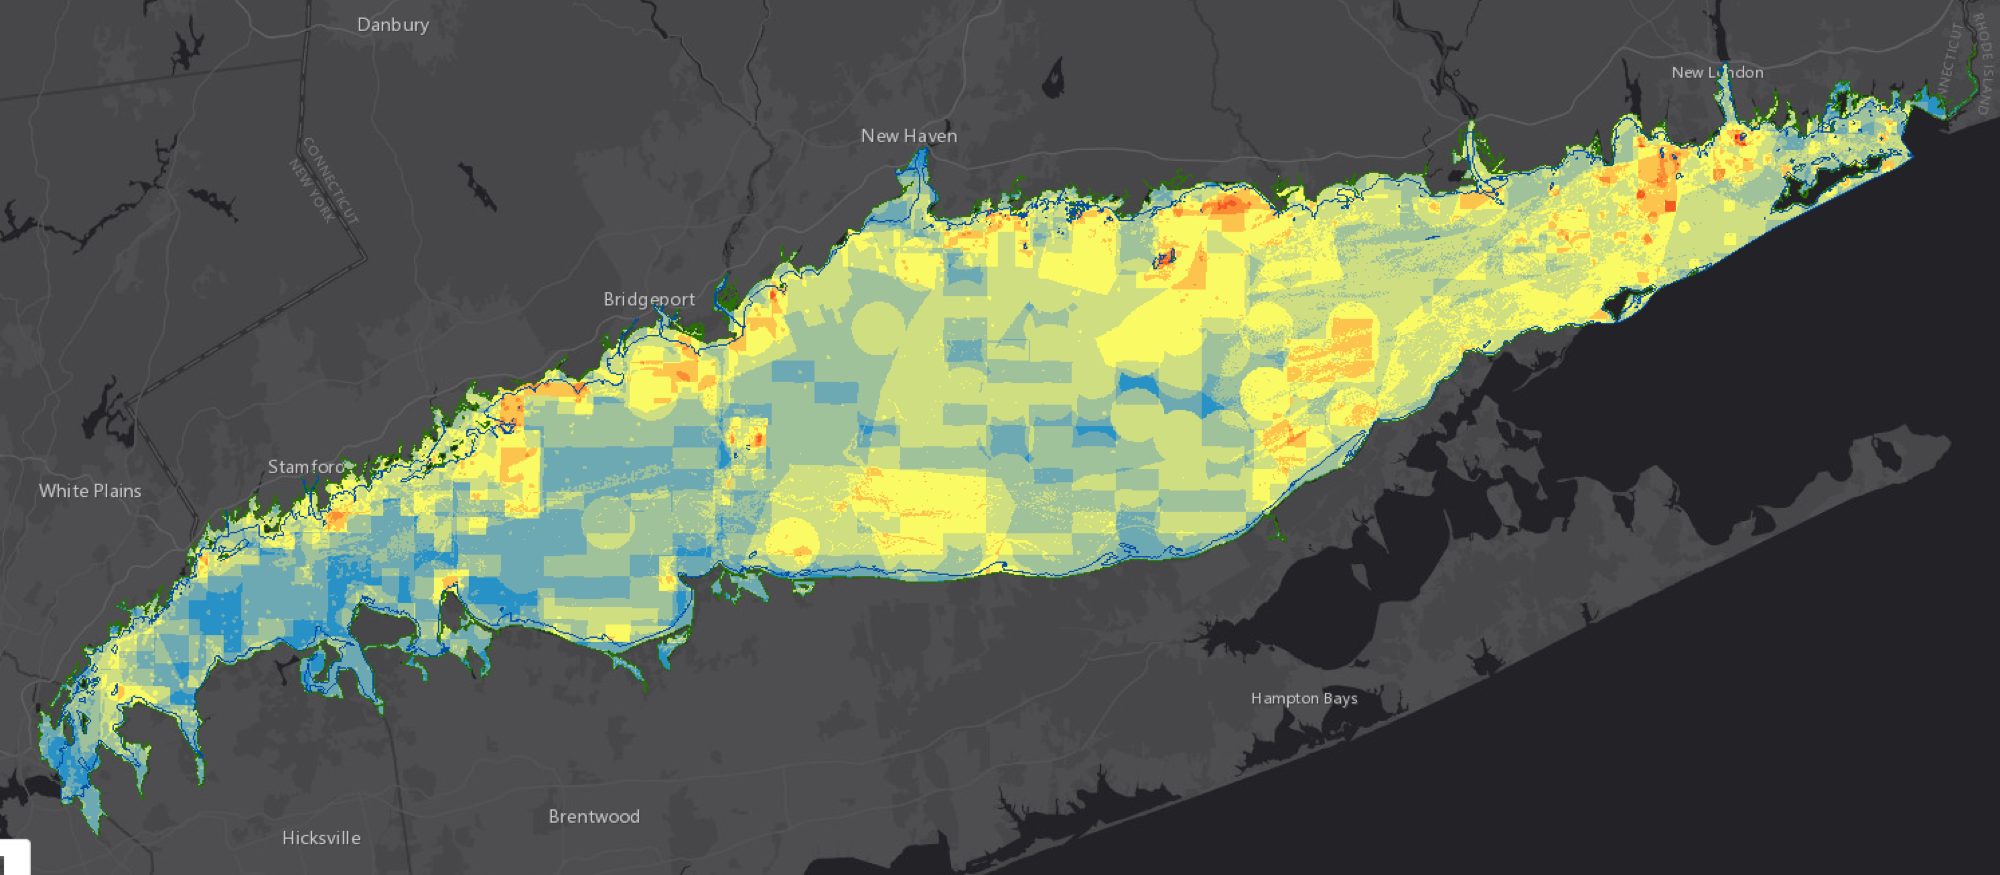 Danbury
New London
CONNECTICUT
RHODE ISLAND
New Haven
CONNECTICUT
NEW YORK
Bridgeport
Stamford
White Plains
Hampton Bays
Brentwood
Hicksville